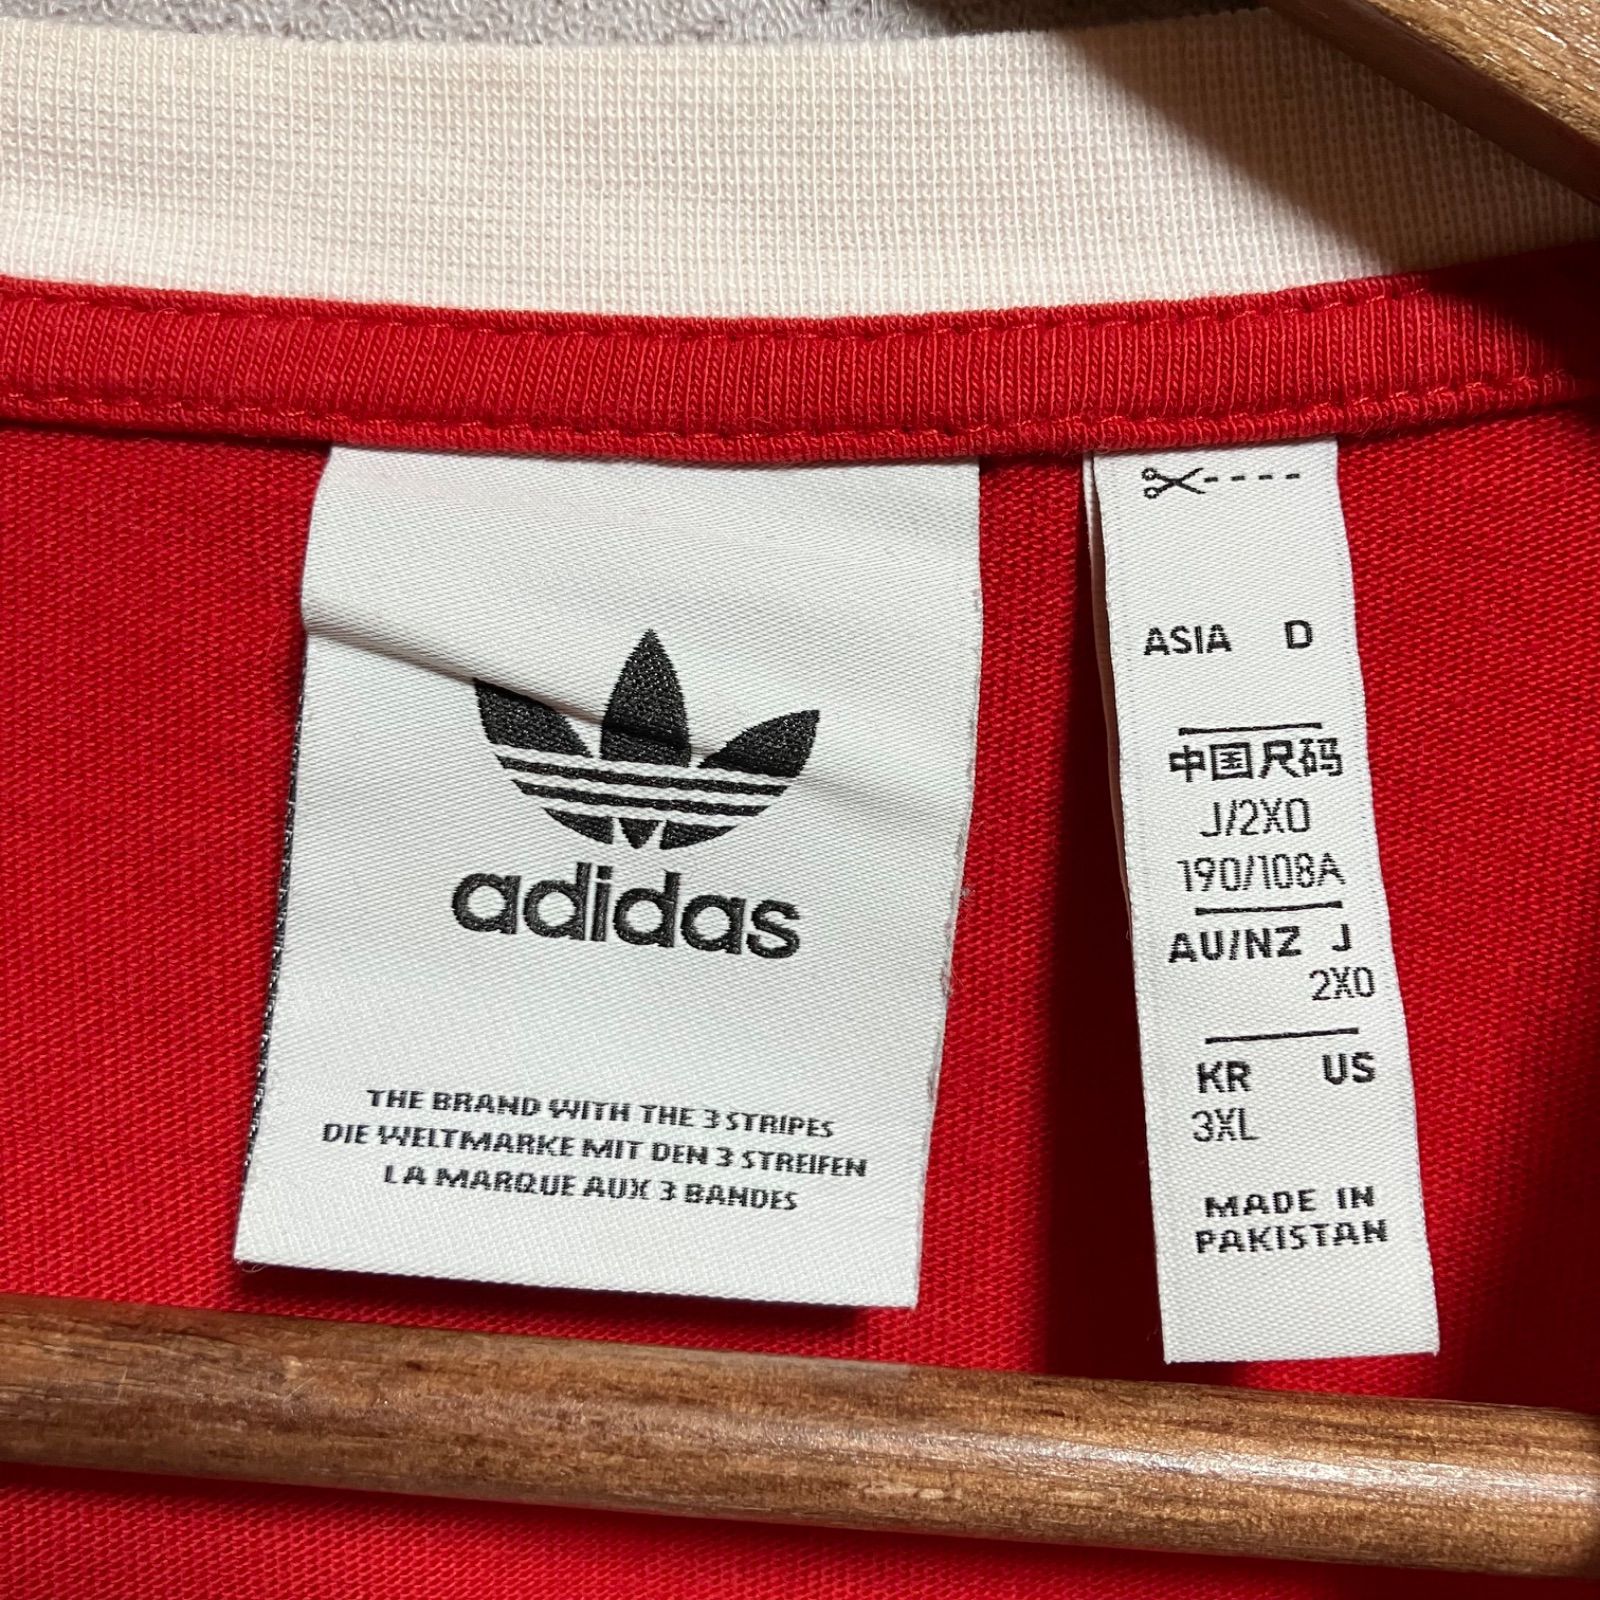 adidas
THE BRAND WITH THE 3 STRIPES
DIE WELTMARKE MIT DEN 3 STREIFEN
LA MARQUE AUX 3 BANDES
ASIA D
中国尺码
J/2XO
190/108A
AU/NZ J
2XO
KR US
3XL
MADE IN
PAKISTAN